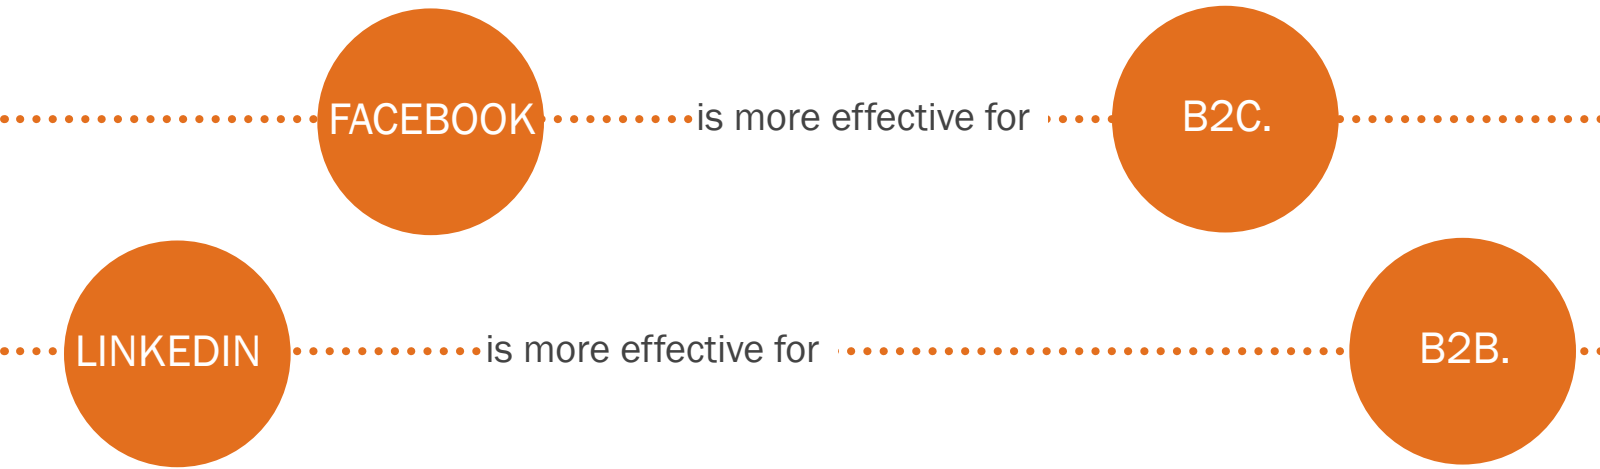 FACEBOOK is more effective for B2C.
LINKEDIN is more effective for B2B.